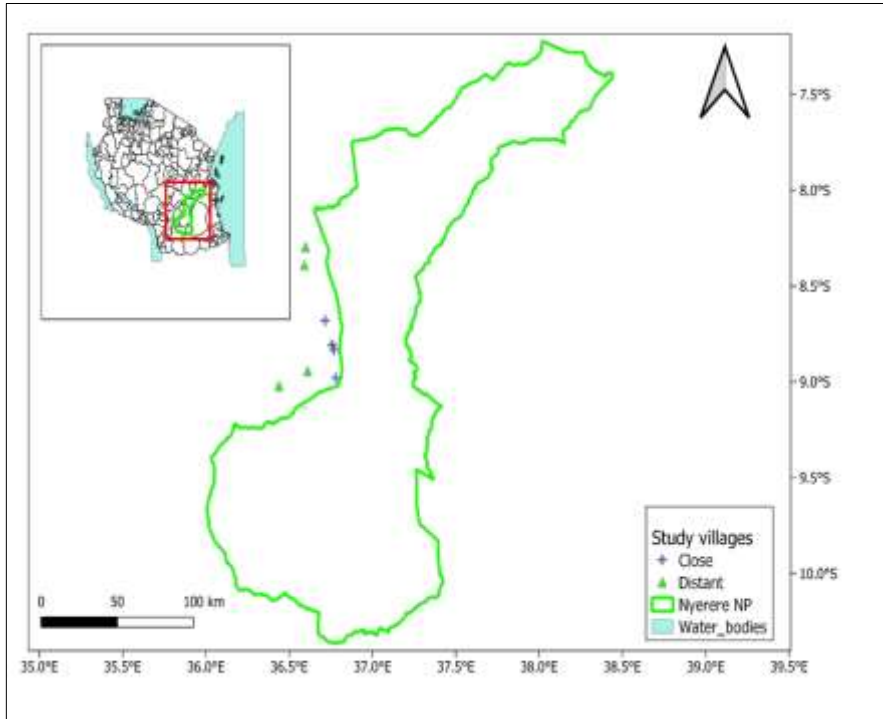 7.5°S
8.0°S
8.5°S
9.0°S
9.5°S
10.0°S
Study villages
Close
Distant
Nyerere NP
Water_bodies
0 50 100 km
35.0°E 35.5°E 36.0°E 36.5°E 37.0°E 37.5°E 38.0°E 38.5°E 39.0°E 39.5°E